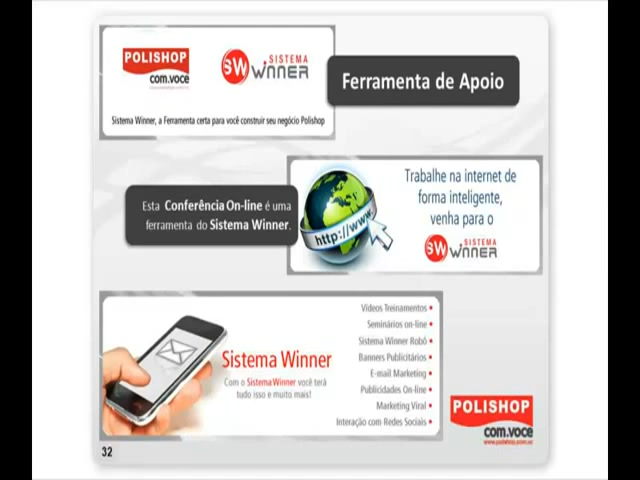 POLISHOP
com.voce
SISTEMA
SW WINNER
Sistema Winner, a Ferramenta certa para você construir seu negócio Polishop
Ferramenta de Apoio
Esta Conferência On-line é uma
ferramenta do Sistema Winner.
http://www.
Trabalhe na internet de
forma inteligente,
venha para o
SISTEMA
SW WINNER
Sistema Winner
Com o Sistema Winner você terá
tudo isso e muito mais!
Vídeos Treinamentos •
Seminários on-line •
Sistema Winner Robô •
Banners Publicitários •
E-mail Marketing •
Publicidades On-line •
Marketing Viral •
Interação com Redes Sociais •
POLISHOP
com.voce
32